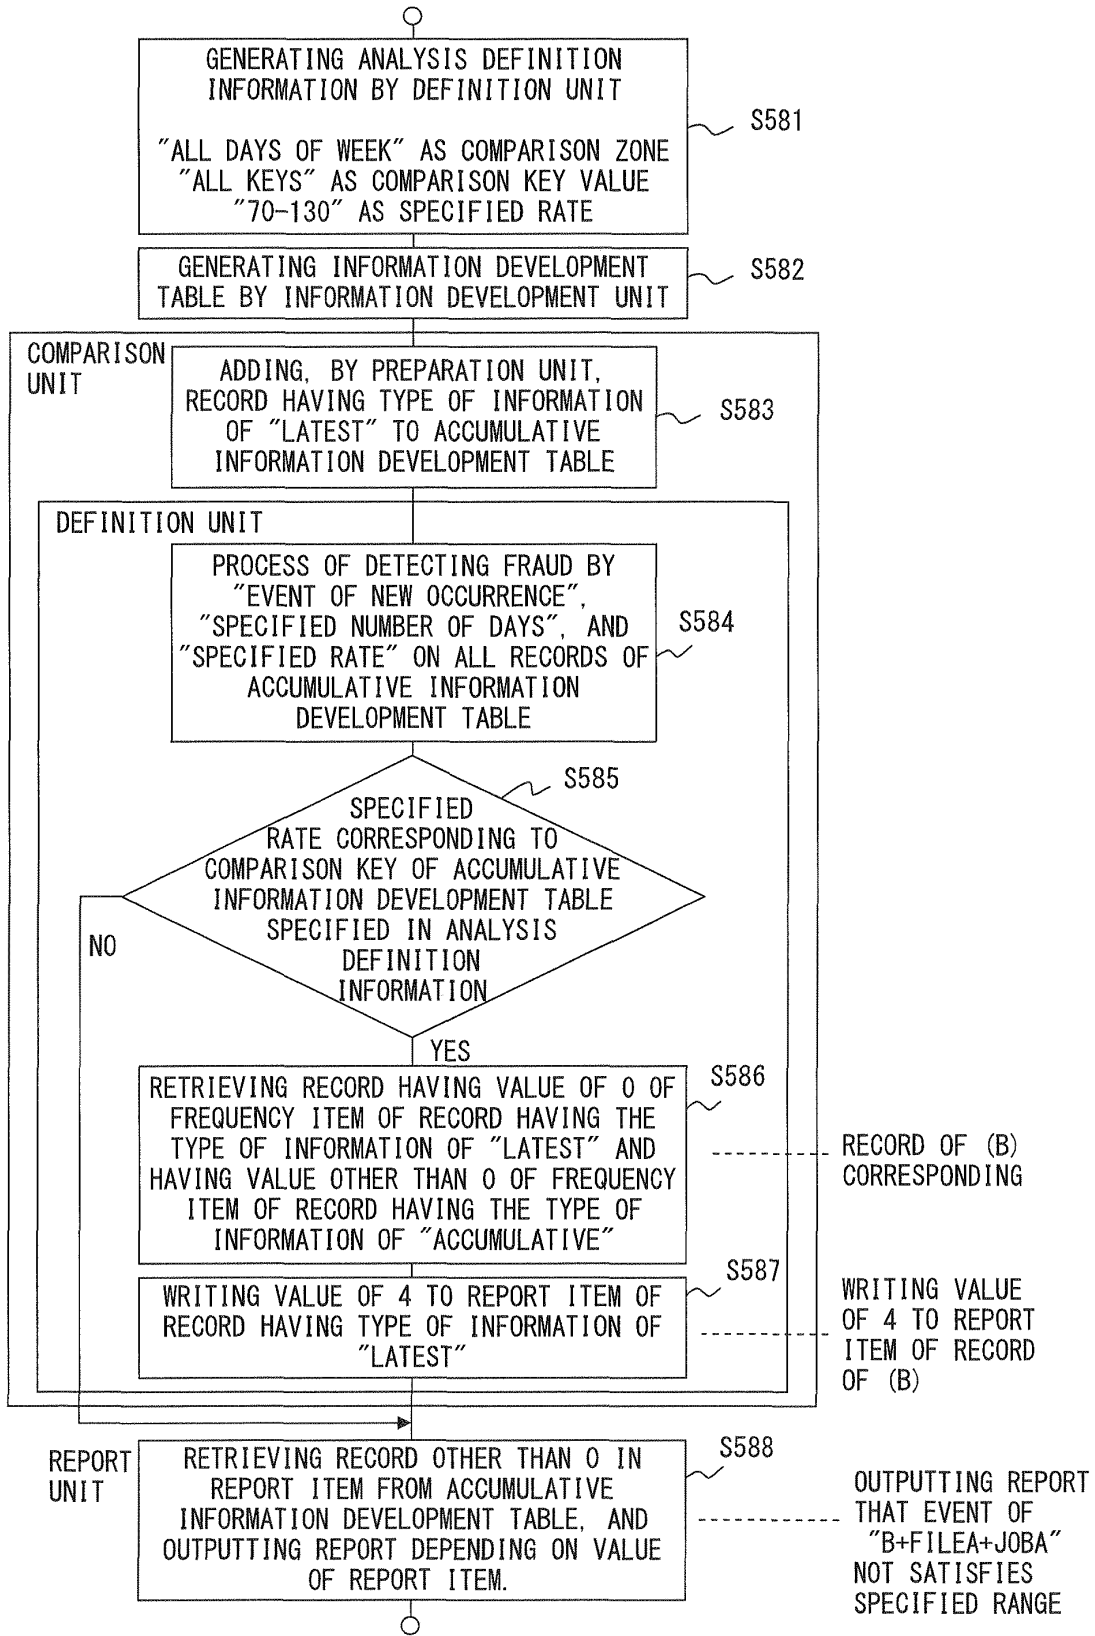 GENERATING ANALYSIS DEFINITION
INFORMATION BY DEFINITION UNIT
"ALL DAYS OF WEEK" AS COMPARISON ZONE
"ALL KEYS" AS COMPARISON KEY VALUE
"70-130" AS SPECIFIED RATE
S581
GENERATING INFORMATION DEVELOPMENT
TABLE BY INFORMATION DEVELOPMENT UNIT
S582
COMPARISON
UNIT
ADDING, BY PREPARATION UNIT,
RECORD HAVING TYPE OF INFORMATION
OF "LATEST" TO ACCUMULATIVE
INFORMATION DEVELOPMENT TABLE
S583
DEFINITION UNIT
PROCESS OF DETECTING FRAUD BY
"EVENT OF NEW OCCURRENCE",
"SPECIFIED NUMBER OF DAYS", AND
"SPECIFIED RATE" ON ALL RECORDS OF
ACCUMULATIVE INFORMATION
DEVELOPMENT TABLE
S584
S585
SPECIFIED
RATE CORRESPONDING TO
COMPARISON KEY OF ACCUMULATIVE
INFORMATION DEVELOPMENT TABLE
SPECIFIED IN ANALYSIS
DEFINITION
INFORMATION
NO
YES
RETRIEVING RECORD HAVING VALUE OF 0 OF
FREQUENCY ITEM OF RECORD HAVING THE
TYPE OF INFORMATION OF "LATEST" AND
HAVING VALUE OTHER THAN 0 OF FREQUENCY
ITEM OF RECORD HAVING THE TYPE OF
INFORMATION OF "ACCUMULATIVE"
S586
RECORD OF (B)
CORRESPONDING
WRITING VALUE OF 4 TO REPORT ITEM OF
RECORD HAVING TYPE OF INFORMATION OF
"LATEST"
S587
WRITING VALUE
OF 4 TO REPORT
ITEM OF RECORD
OF (B)
REPORT
UNIT
RETRIEVING RECORD OTHER THAN 0 IN
REPORT ITEM FROM ACCUMULATIVE
INFORMATION DEVELOPMENT TABLE, AND
OUTPUTTING REPORT DEPENDING ON VALUE
OF REPORT ITEM.
S588
OUTPUTTING REPORT
THAT EVENT OF
"B+FILEA+JOBA"
NOT SATISFIES
SPECIFIED RANGE